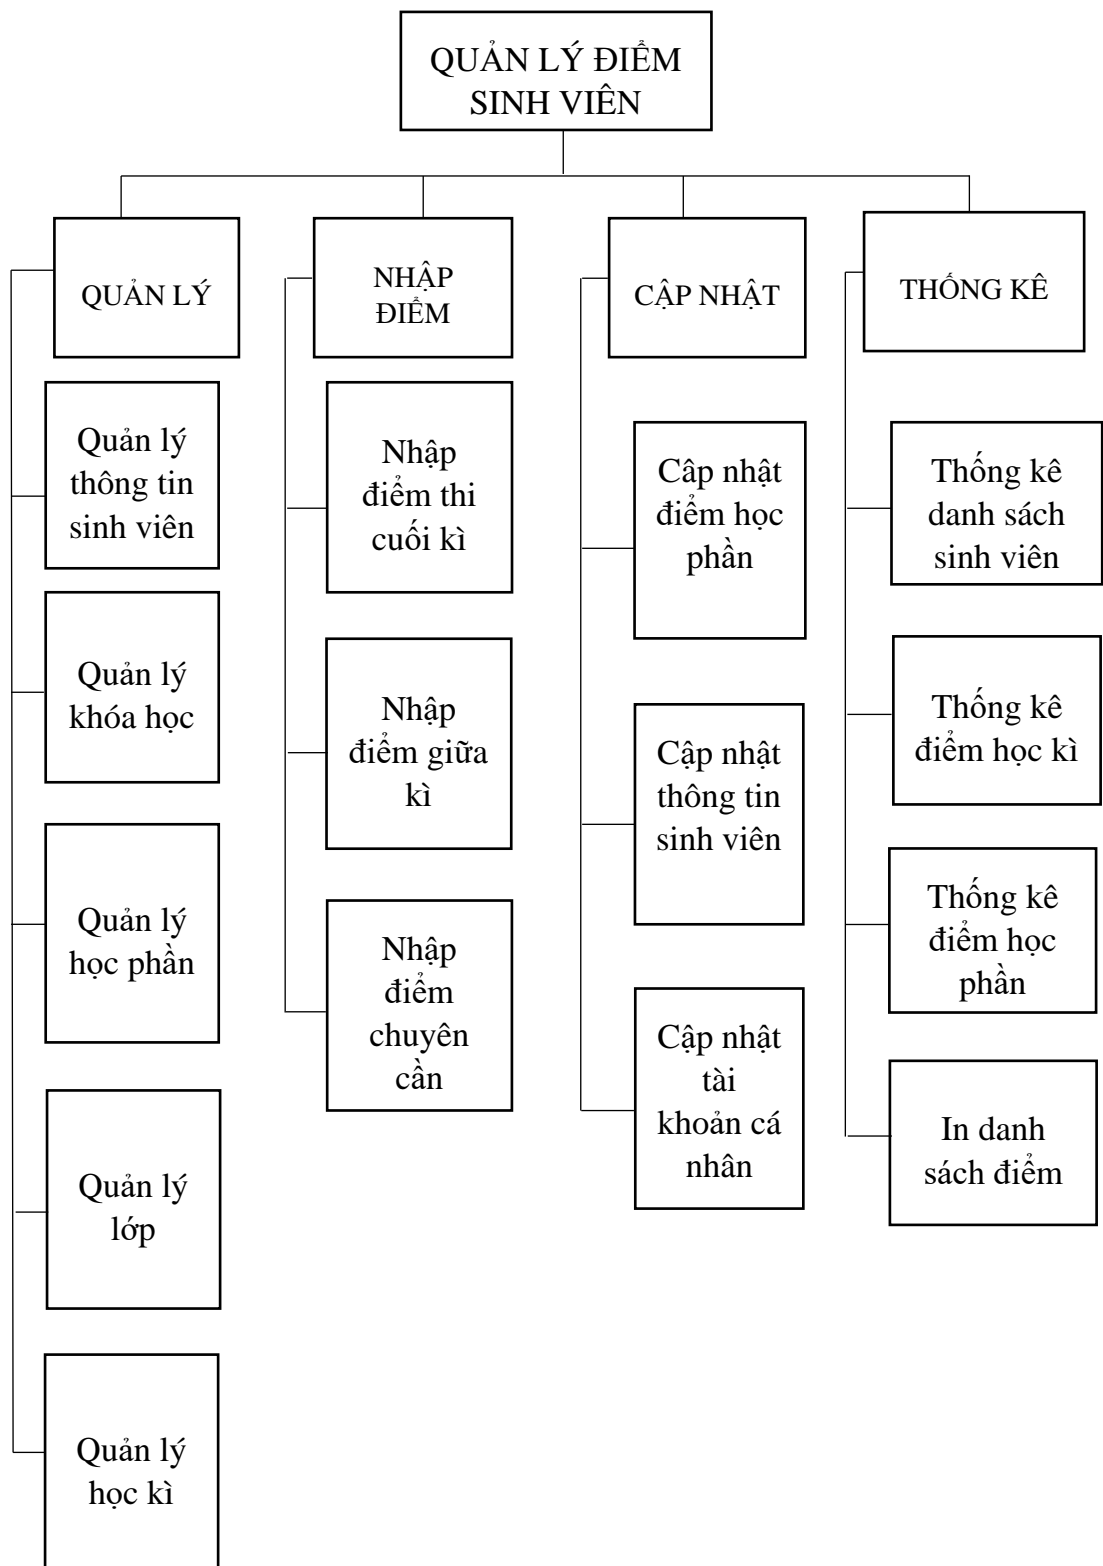 QUẢN LÝ ĐIỂM
SINH VIÊN
QUẢN LÝ
NHẬP
ĐIỂM
CẬP NHẬT
THỐNG KÊ
Quản lý
thông tin
sinh viên
Quản lý
khóa học
Quản lý
học phần
Quản lý
lớp
Quản lý
học kì
Nhập
điểm thi
cuối kì
Nhập
điểm giữa
kì
Nhập
điểm
chuyên
cần
Cập nhật
điểm học
phần
Cập nhật
thông tin
sinh viên
Cập nhật
tài
khoản cá
nhân
Thống kê
danh sách
sinh viên
Thống kê
điểm học kì
Thống kê
điểm học
phần
In danh
sách điểm